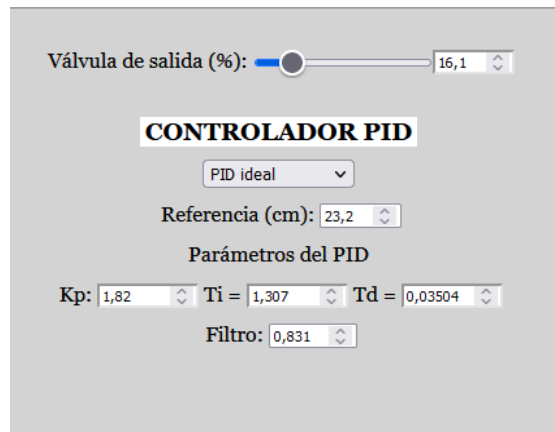 Válvula de salida (%): 16,1
CONTROLADOR PID
PID ideal
Referencia (cm): 23,2
Parámetros del PID
Kp: 1,82 Ti = 1,307 Td = 0,03504
Filtro: 0,831